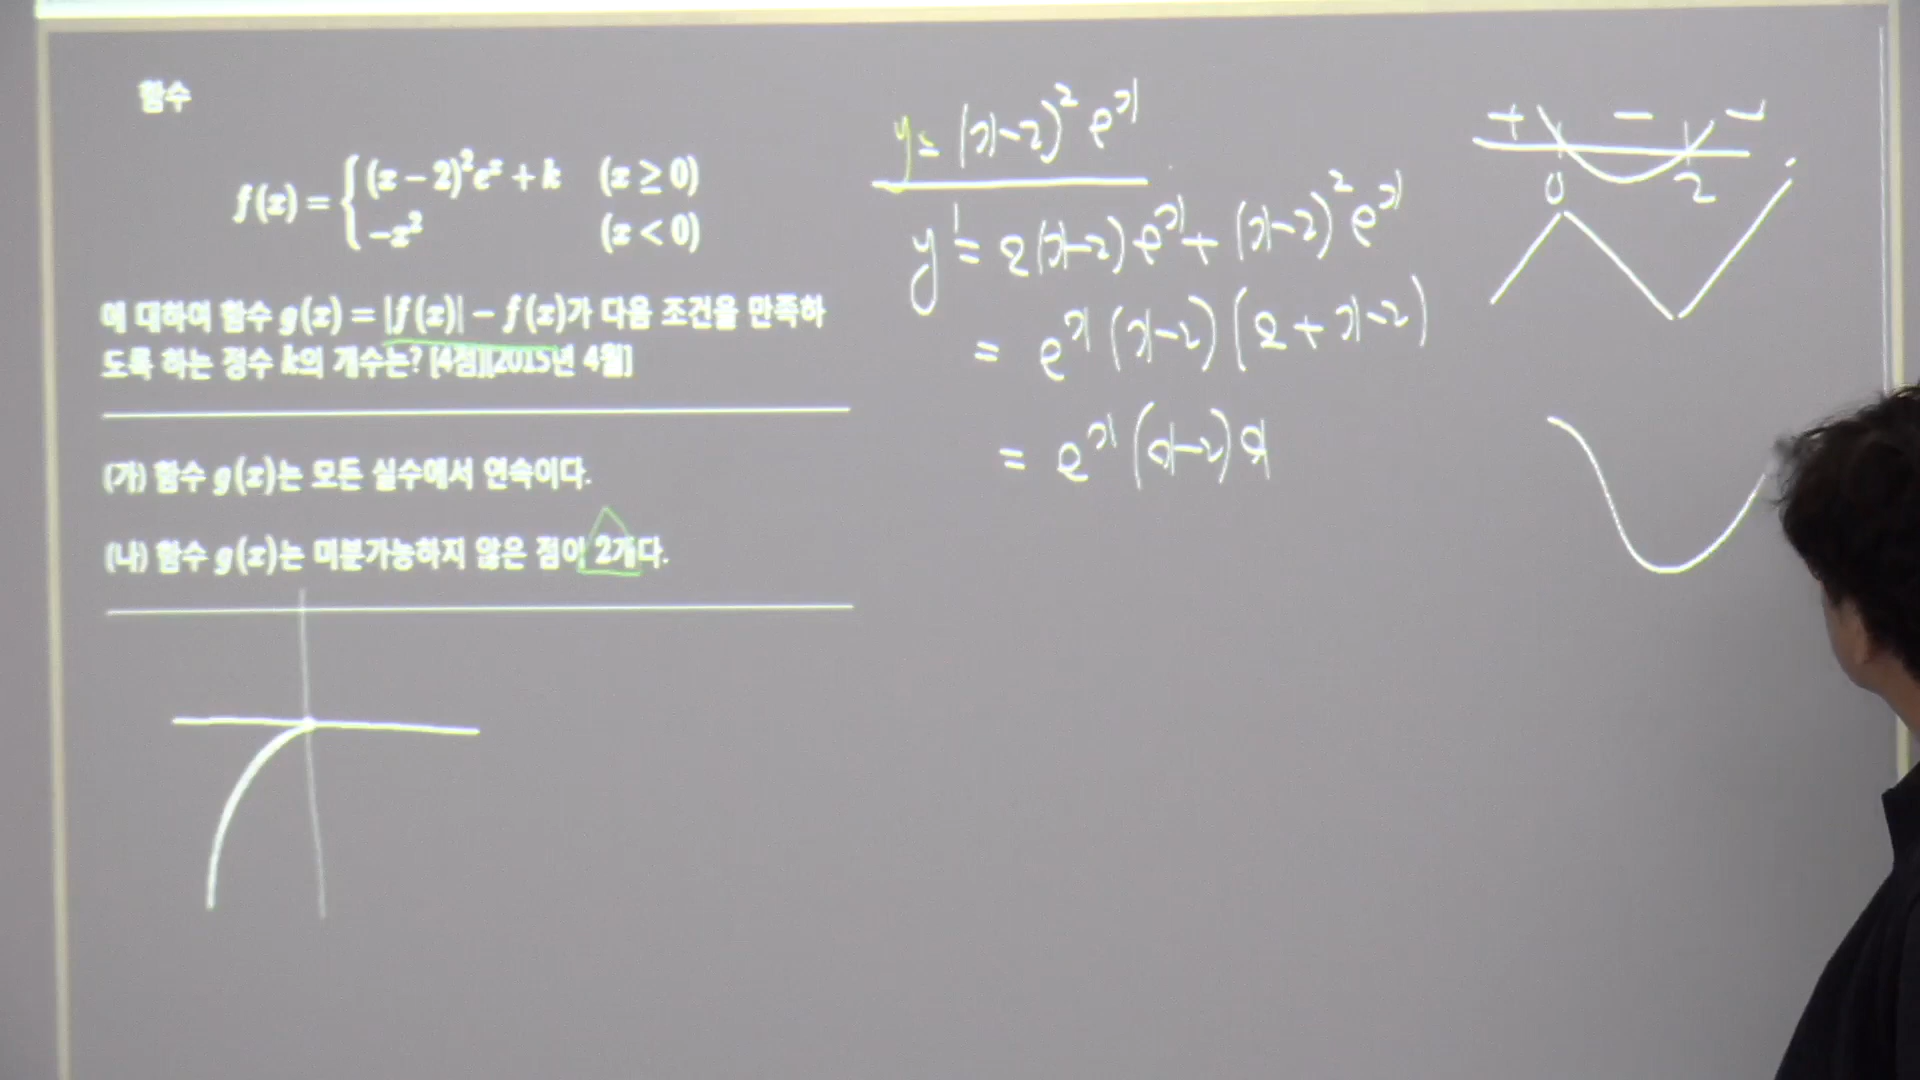 함수
f(x) = { (x − 2)²eˣ + k (x ≥ 0)
−x² (x < 0)
에 대하여 함수 g(x) = |f(x)| − f(x)가 다음 조건을 만족하
도록 하는 정수 k의 개수는? [4점][2015년 4월]
(가) 함수 g(x)는 모든 실수에서 연속이다.
(나) 함수 g(x)는 미분가능하지 않은 점이 2개다.
y = (x−2)² eˣ
y' = 2(x−2)eˣ + (x−2)² eˣ
= eˣ (x−2)(2+x−2)
= eˣ (x−2)x
+ −
0 2